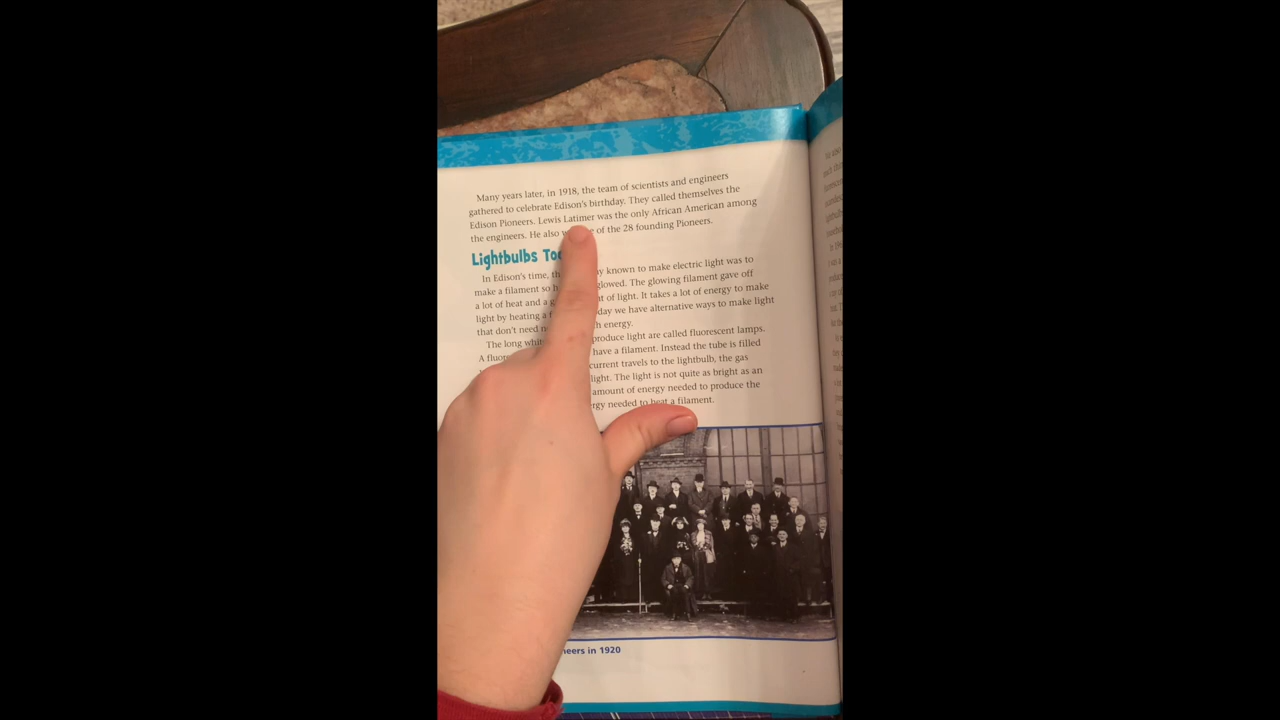 Many years later, in 1918, the team of scientists and engineers
gathered to celebrate Edison's birthday. They called themselves the
Edison Pioneers. Lewis Latimer was the only African American among
the engineers. He also of the 28 founding Pioneers.
Lightbulbs
In Edison's time, known to make electric light was to
make a filament so glowed. The glowing filament gave off
a lot of heat and a of light. It takes a lot of energy to make
light by heating a we have alternative ways to make light
that don't need energy.
The long produce light are called fluorescent lamps.
A have a filament. Instead the tube is filled
current travels to the lightbulb, the gas
light. The light is not quite as bright as an
amount of energy needed to produce the
needed to heat a filament.
in 1920